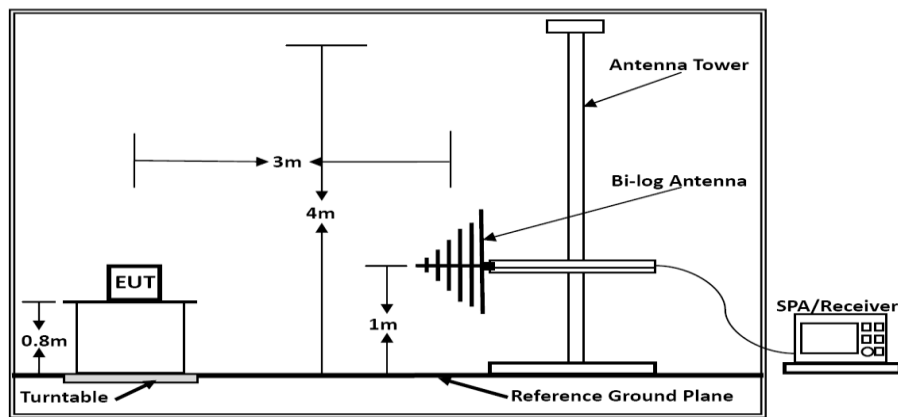 Antenna Tower
3m
Bi-log Antenna
4m
EUT
SPA/Receiver
1m
0.8m
Turntable
Reference Ground Plane